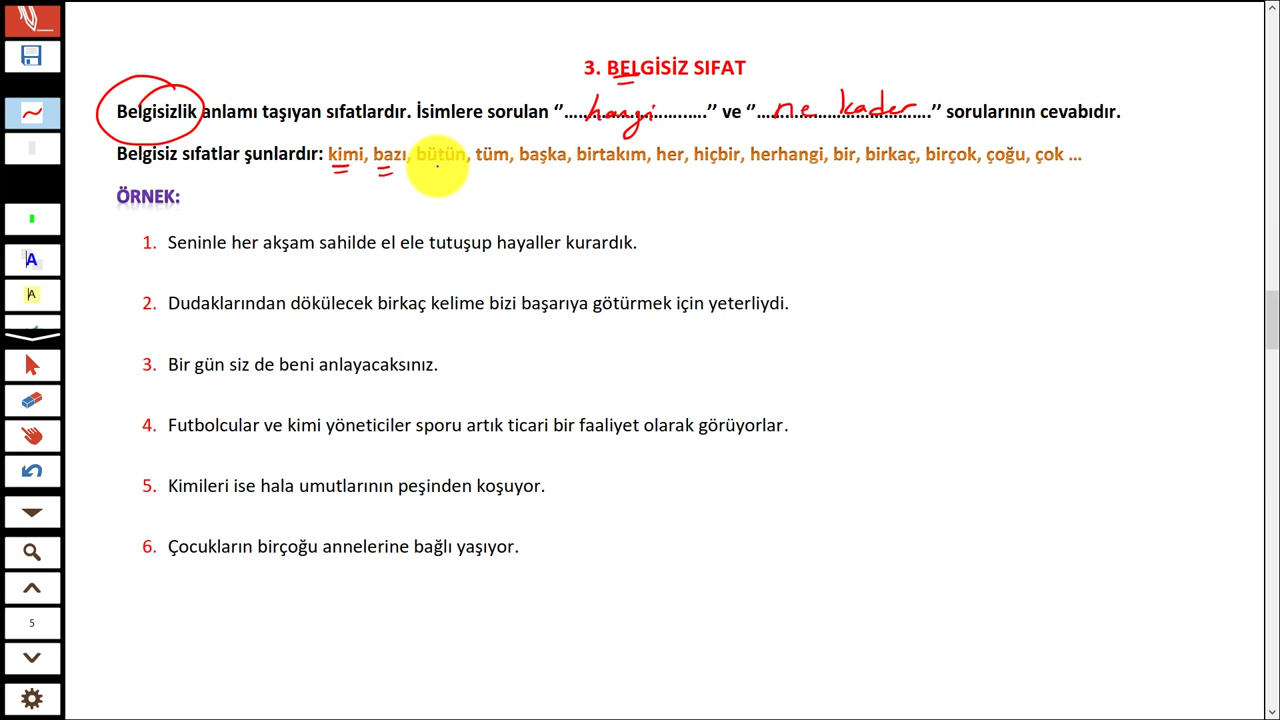 3. BELGİSİZ SIFAT
Belgisizlik anlamı taşıyan sıfatlardır. İsimlere sorulan ‘’……hangi……….’’ ve ‘’……ne kadar……….’’ sorularının cevabıdır.
Belgisiz sıfatlar şunlardır: kimi, bazı, bütün, tüm, başka, birtakım, her, hiçbir, herhangi, bir, birkaç, birçok, çoğu, çok …
ÖRNEK:
1. Seninle her akşam sahilde el ele tutuşup hayaller kurardık.
2. Dudaklarından dökülecek birkaç kelime bizi başarıya götürmek için yeterliydi.
3. Bir gün siz de beni anlayacaksınız.
4. Futbolcular ve kimi yöneticiler sporu artık ticari bir faaliyet olarak görüyorlar.
5. Kimileri ise hala umutlarının peşinden koşuyor.
6. Çocukların birçoğu annelerine bağlı yaşıyor.
A
A
5